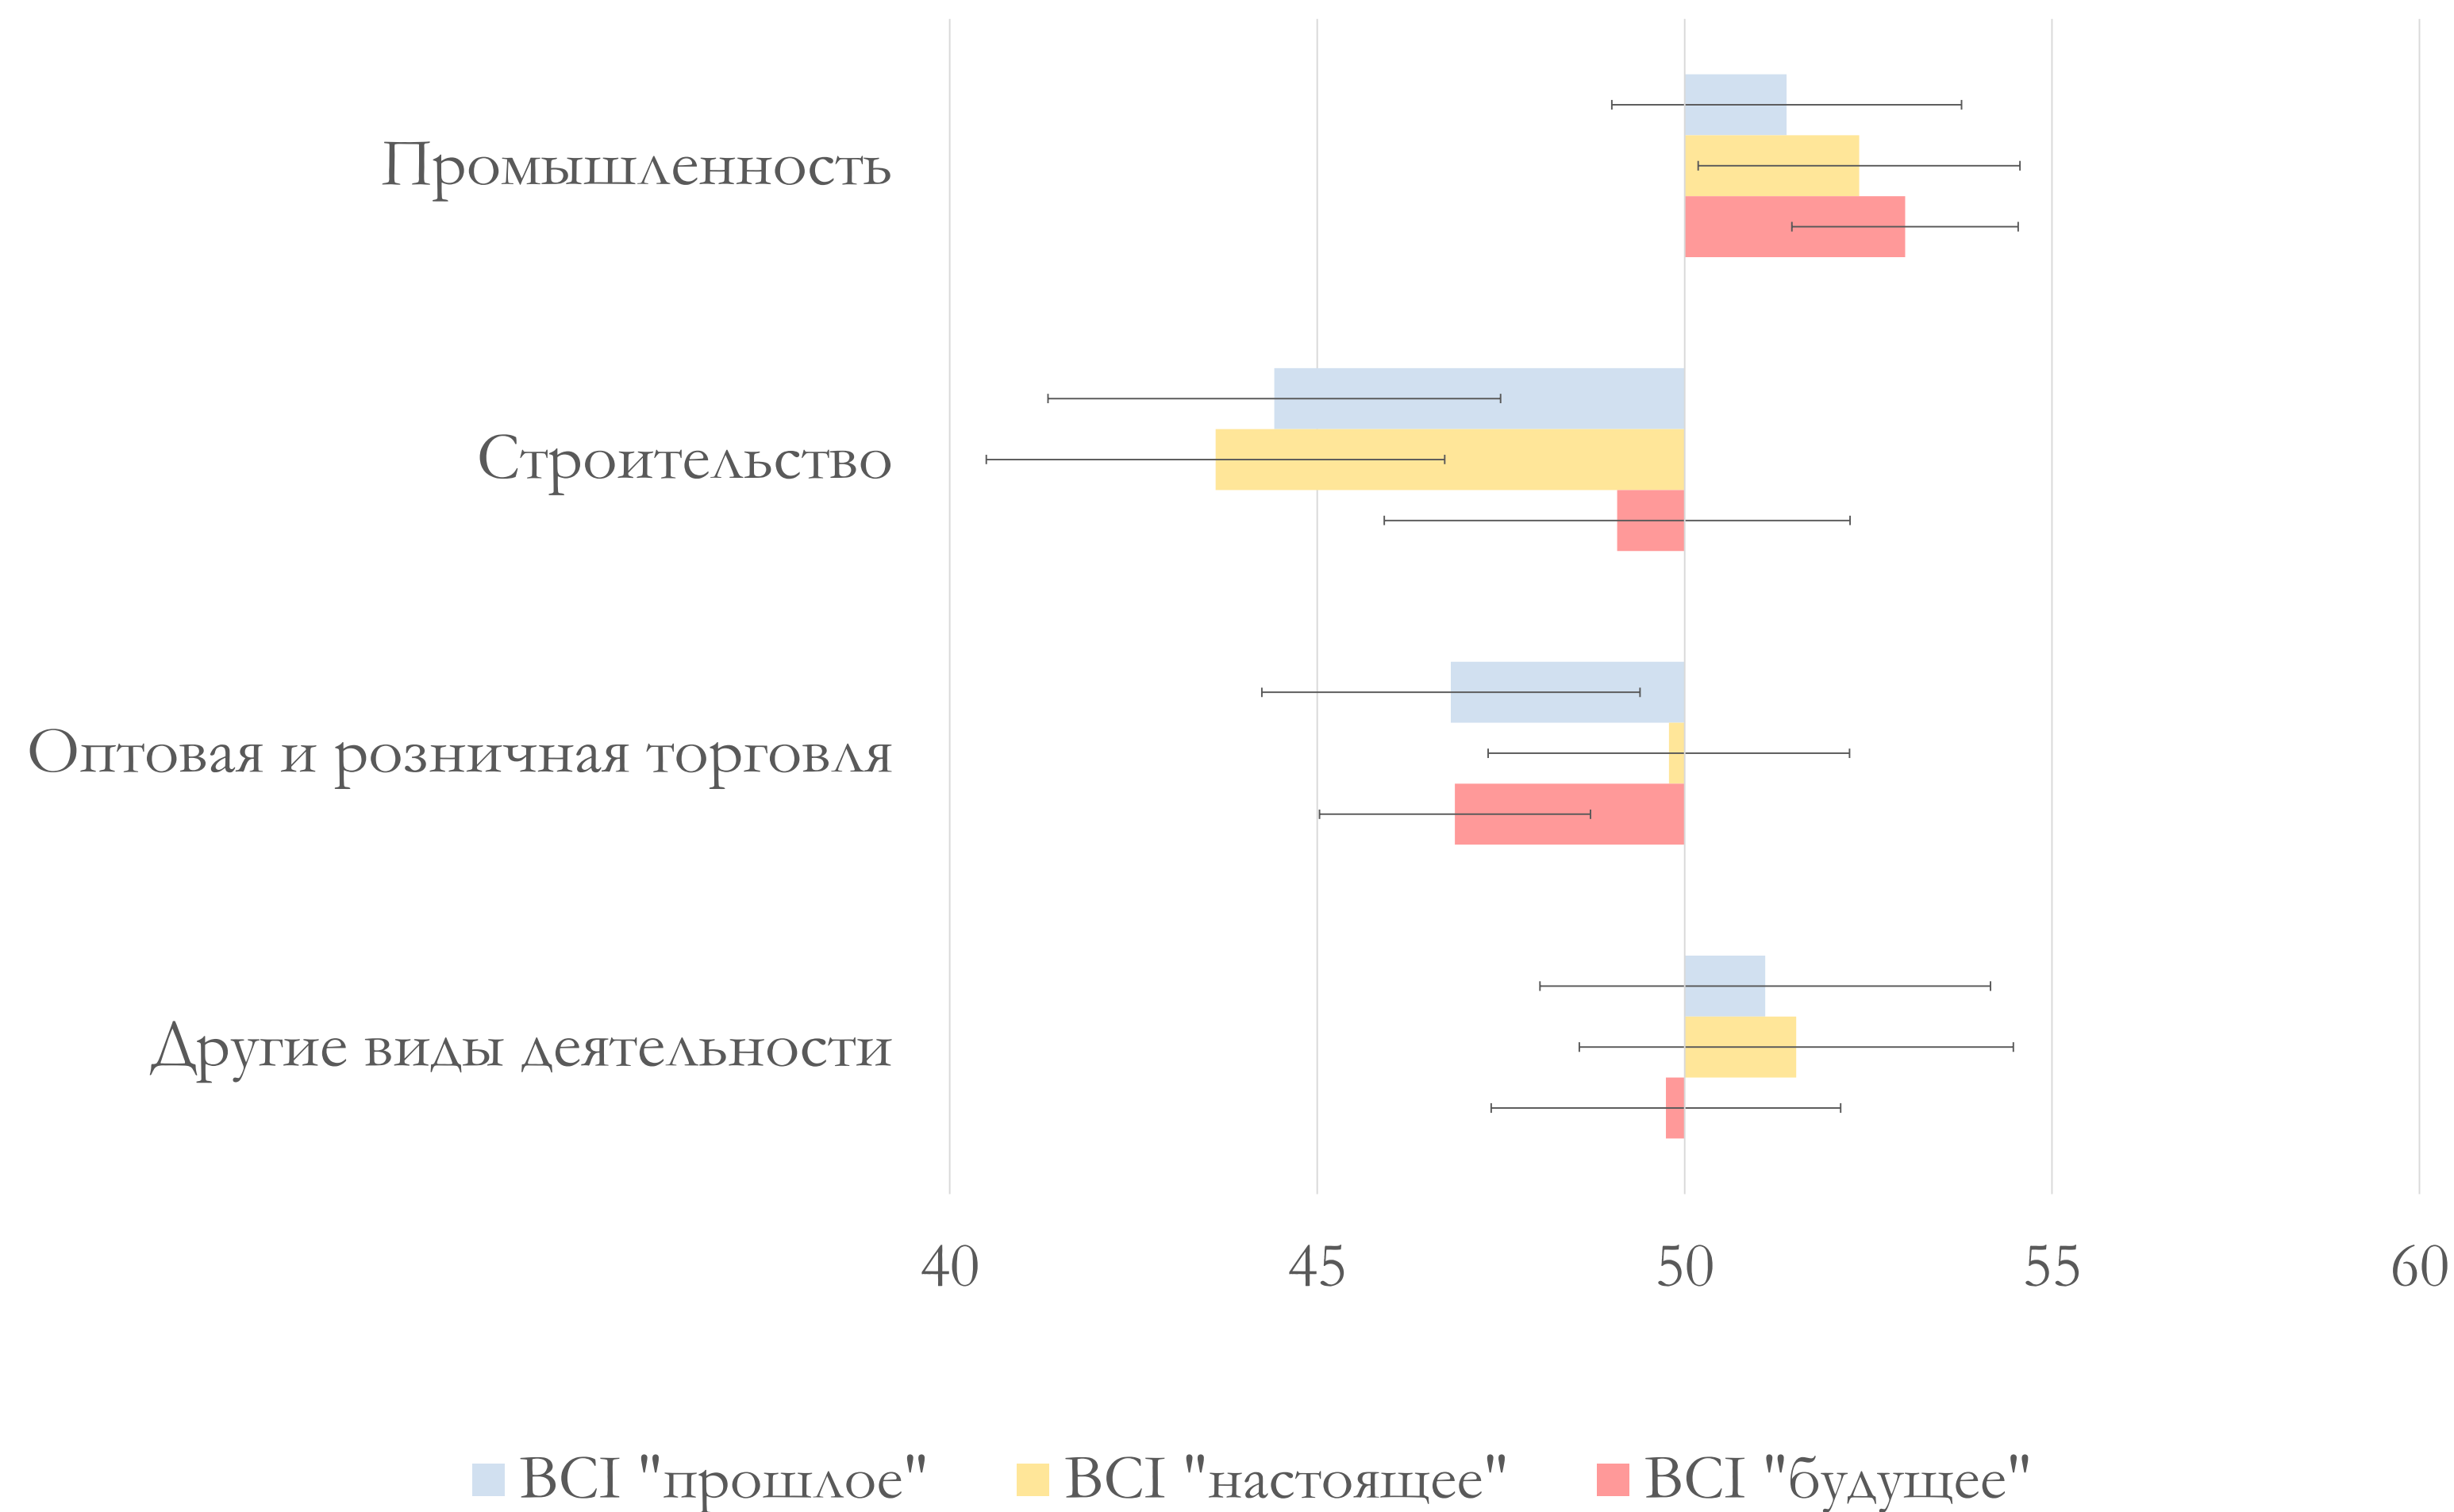 Промышленность
Строительство
Оптовая и розничная торговля
Другие виды деятельности
40 45 50 55 60
BCI "прошлое" BCI "настоящее" BCI "будущее"